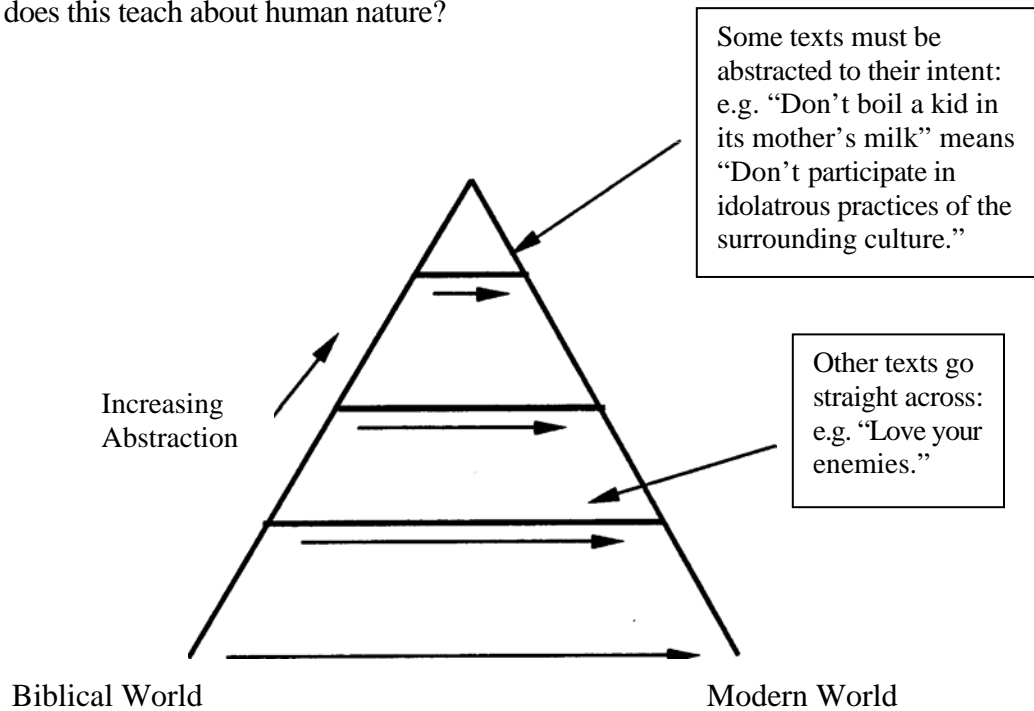 does this teach about human nature?
Some texts must be
abstracted to their intent:
e.g. “Don’t boil a kid in
its mother’s milk” means
“Don’t participate in
idolatrous practices of the
surrounding culture.”
Increasing
Abstraction
Other texts go
straight across:
e.g. “Love your
enemies.”
Biblical World
Modern World